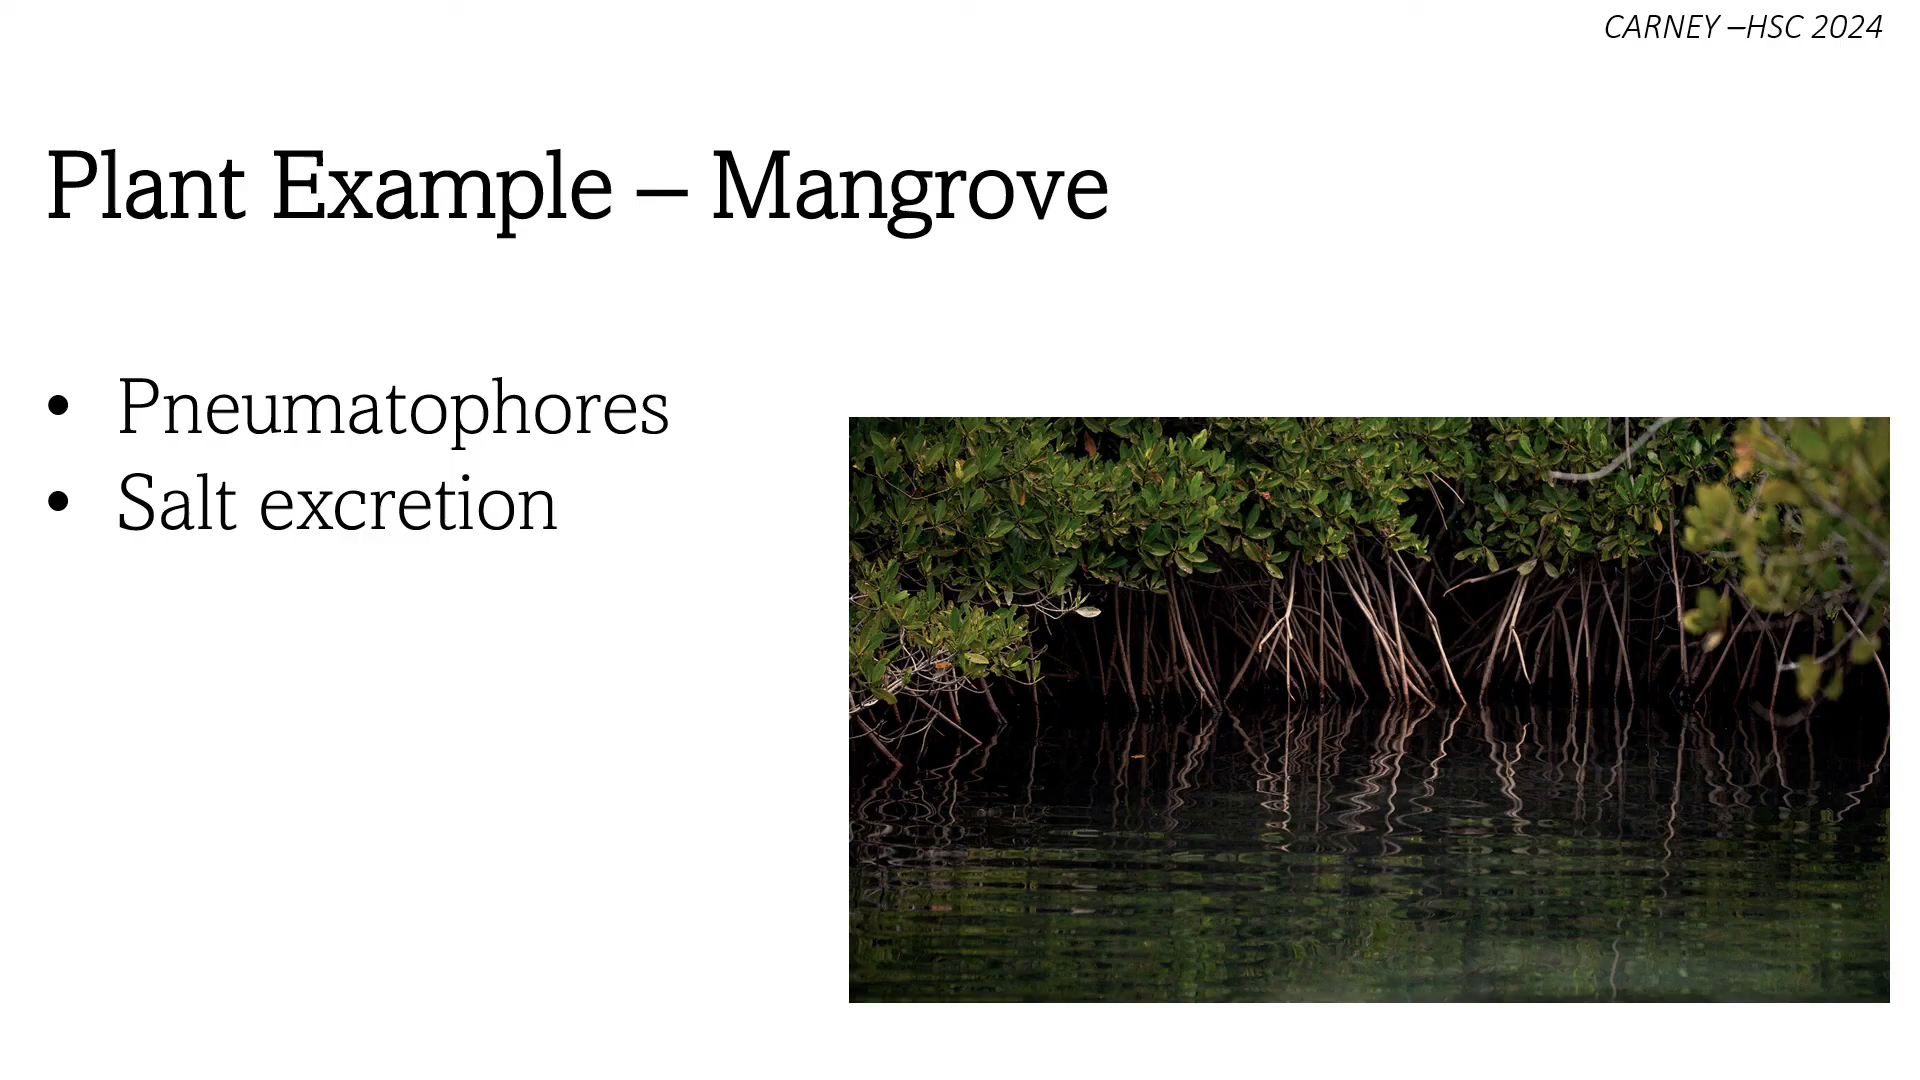 CARNEY –HSC 2024
Plant Example – Mangrove
• Pneumatophores
• Salt excretion